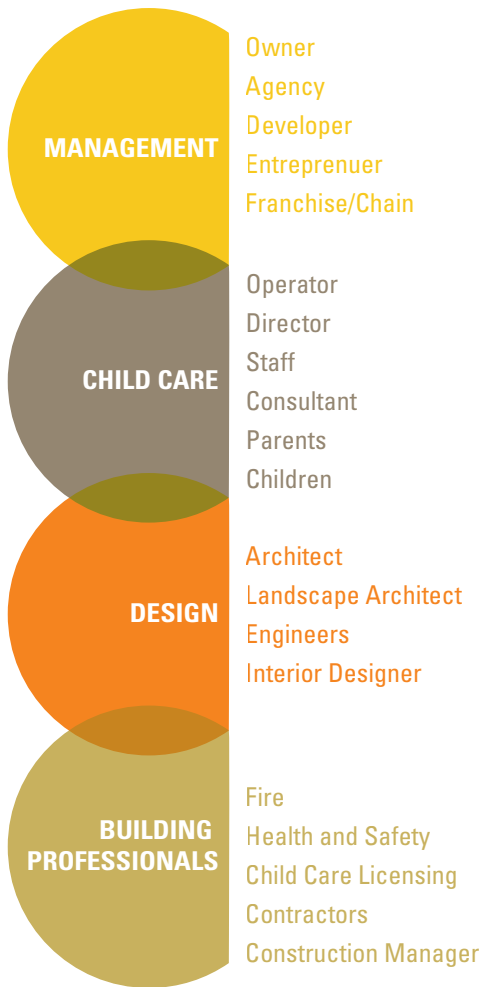 MANAGEMENT
Owner
Agency
Developer
Entreprenuer
Franchise/Chain
CHILD CARE
Operator
Director
Staff
Consultant
Parents
Children
DESIGN
Architect
Landscape Architect
Engineers
Interior Designer
BUILDING
PROFESSIONALS
Fire
Health and Safety
Child Care Licensing
Contractors
Construction Manager